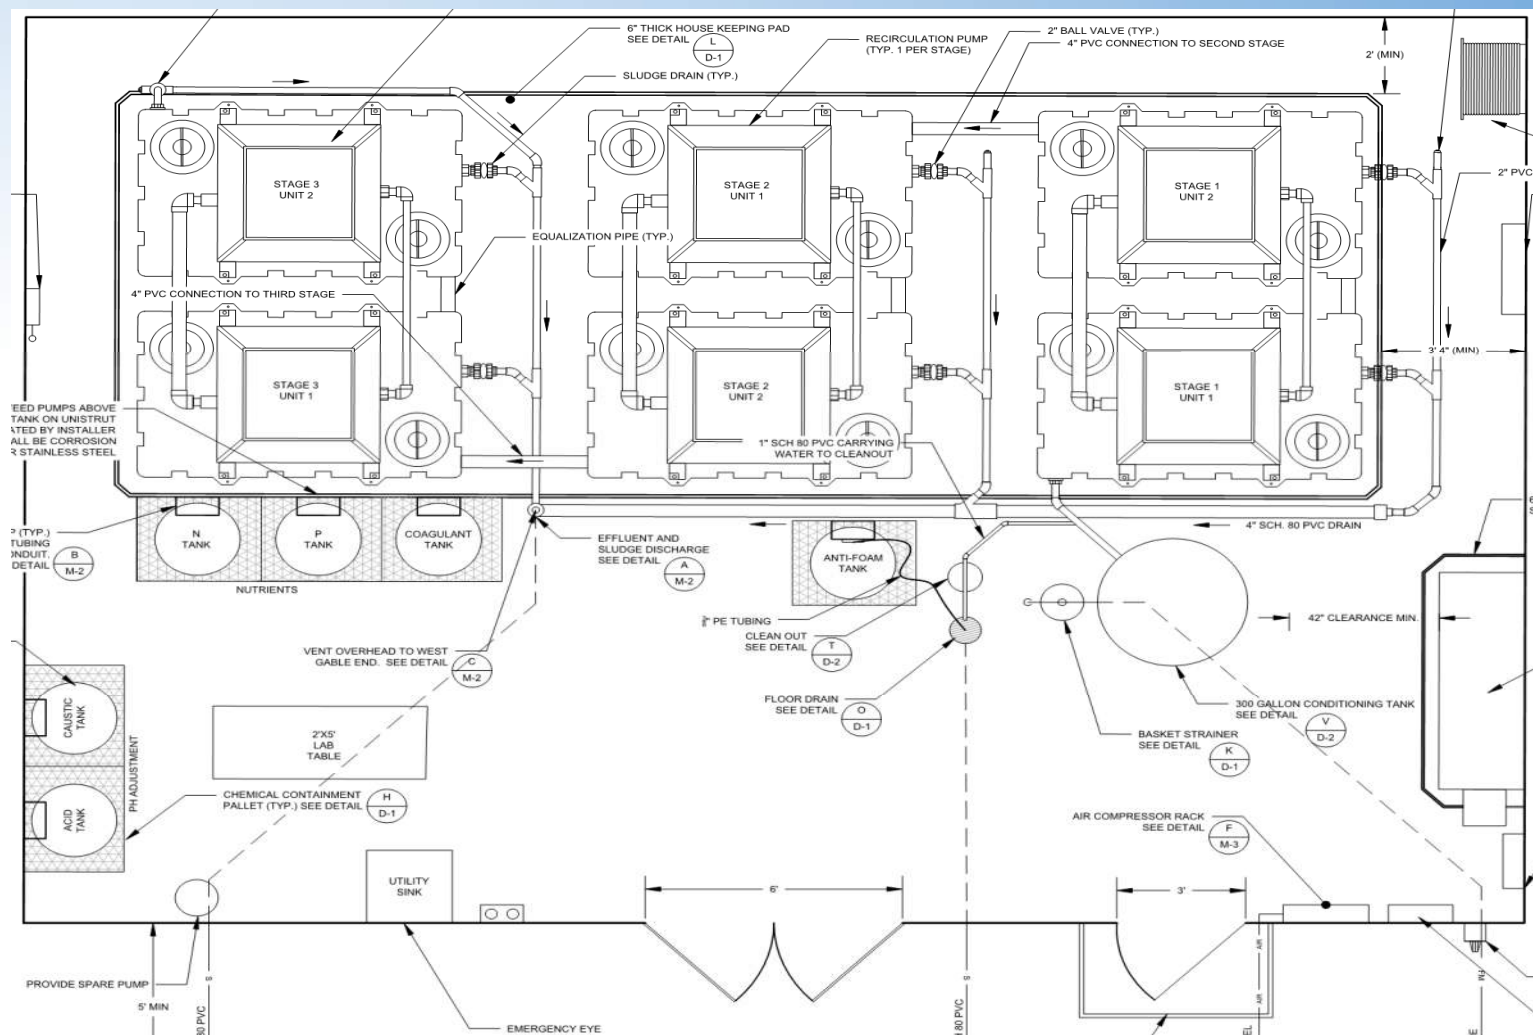 6" THICK HOUSE KEEPING PAD
SEE DETAIL
L
D-1
RECIRCULATION PUMP
(TYP. 1 PER STAGE)
2" BALL VALVE (TYP.)
4" PVC CONNECTION TO SECOND STAGE
2' (MIN)
SLUDGE DRAIN (TYP.)
STAGE 3
UNIT 2
STAGE 2
UNIT 1
STAGE 1
UNIT 2
2" PVC
EQUALIZATION PIPE (TYP.)
4" PVC CONNECTION TO THIRD STAGE
3' 4" (MIN)
STAGE 3
UNIT 1
STAGE 2
UNIT 2
STAGE 1
UNIT 1
FEED PUMPS ABOVE
TANK ON UNISTRUT
ATED BY INSTALLER
ALL BE CORROSION
R STAINLESS STEEL
1" SCH 80 PVC CARRYING
WATER TO CLEANOUT
P (TYP.)
TUBING
ONDUIT.
DETAIL
B
M-2
N
TANK
P
TANK
COAGULANT
TANK
NUTRIENTS
EFFLUENT AND
SLUDGE DISCHARGE
SEE DETAIL
A
M-2
ANTI-FOAM
TANK
4" SCH. 80 PVC DRAIN
PE TUBING
CLEAN OUT
SEE DETAIL
T
D-2
42" CLEARANCE MIN.
VENT OVERHEAD TO WEST
GABLE END. SEE DETAIL
C
M-2
FLOOR DRAIN
SEE DETAIL
O
D-1
300 GALLON CONDITIONING TANK
SEE DETAIL
V
D-2
BASKET STRAINER
SEE DETAIL
K
D-1
CAUSTIC
TANK
ACID
TANK
PH ADJUSTMENT
2'X5'
LAB
TABLE
CHEMICAL CONTAINMENT
PALLET (TYP.) SEE DETAIL
H
D-1
AIR COMPRESSOR RACK
SEE DETAIL
F
M-3
UTILITY
SINK
6'
3'
PROVIDE SPARE PUMP
5' MIN
S
80 PVC
EMERGENCY EYE
S
80 PVC
AIR
AIR
EL
FM
E